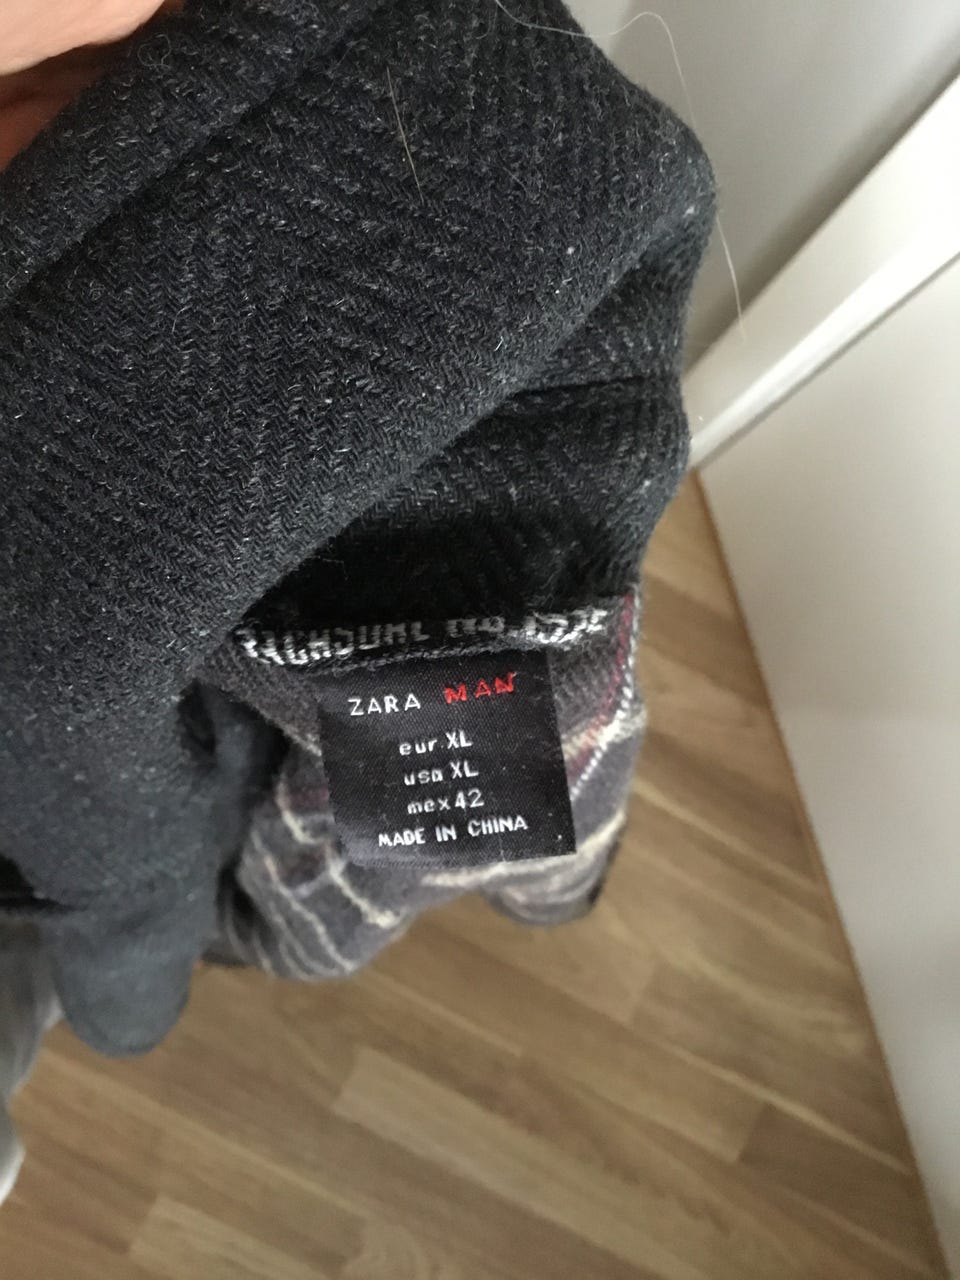 ZARA MAN
eur XL
usa XL
mex 42
MADE IN CHINA